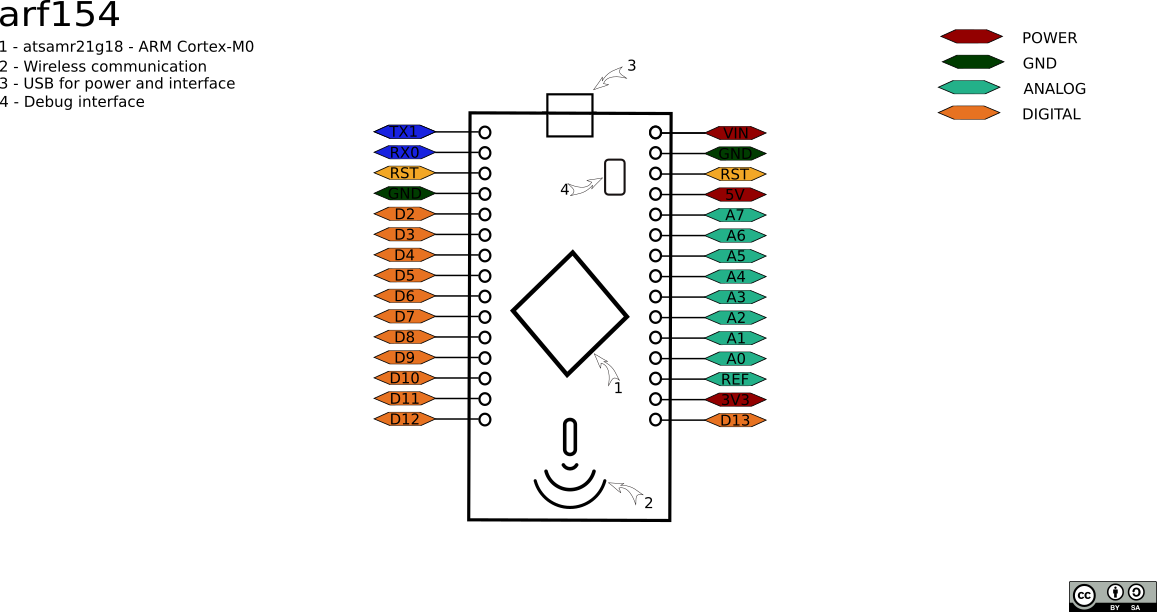 arf154
1 - atsamr21g18 - ARM Cortex-M0
2 - Wireless communication
3 - USB for power and interface
4 - Debug interface
POWER
GND
ANALOG
DIGITAL
3
4
1
2
TX1
RX0
RST
GND
D2
D3
D4
D5
D6
D7
D8
D9
D10
D11
D12
VIN
GND
RST
5V
A7
A6
A5
A4
A3
A2
A1
A0
REF
3V3
D13
cc
BY SA